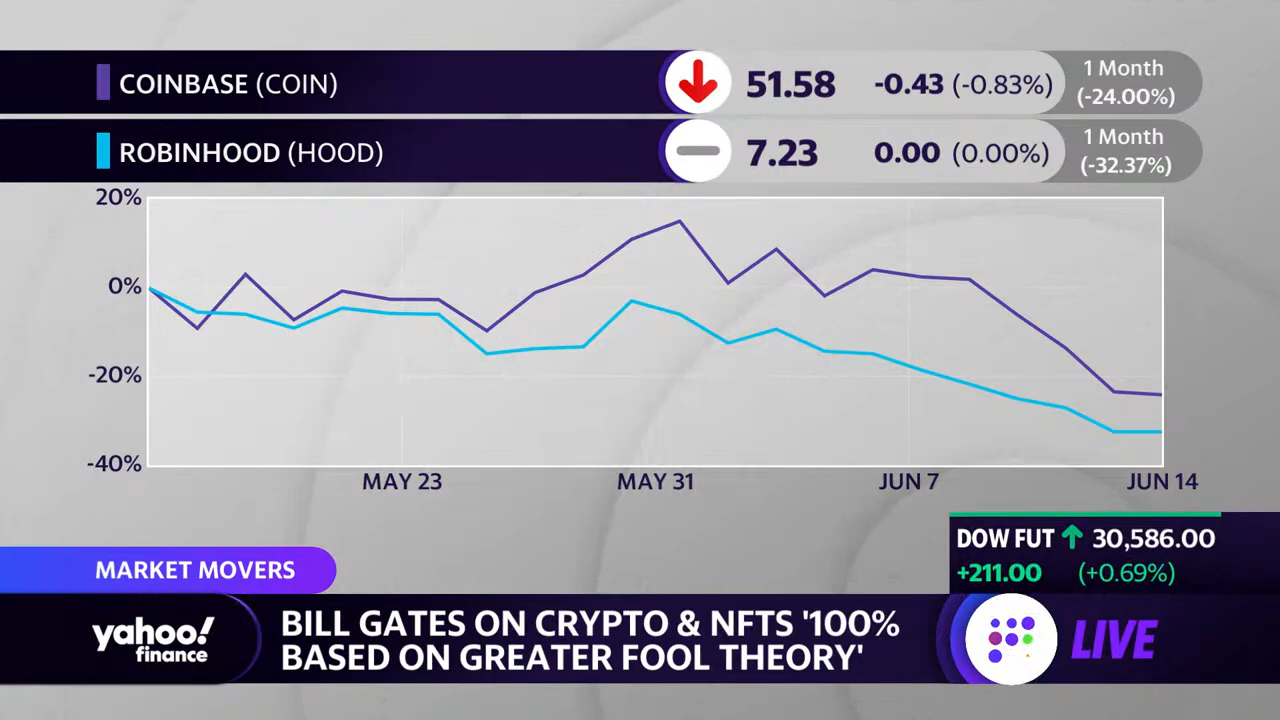 COINBASE (COIN) 51.58 -0.43 (-0.83%) 1 Month (-24.00%)
ROBINHOOD (HOOD) 7.23 0.00 (0.00%) 1 Month (-32.37%)
20%
0%
-20%
-40%
MAY 23 MAY 31 JUN 7 JUN 14
DOW FUT 30,586.00
+211.00 (+0.69%)
MARKET MOVERS
yahoo!
finance
BILL GATES ON CRYPTO & NFTS '100%
BASED ON GREATER FOOL THEORY'
LIVE